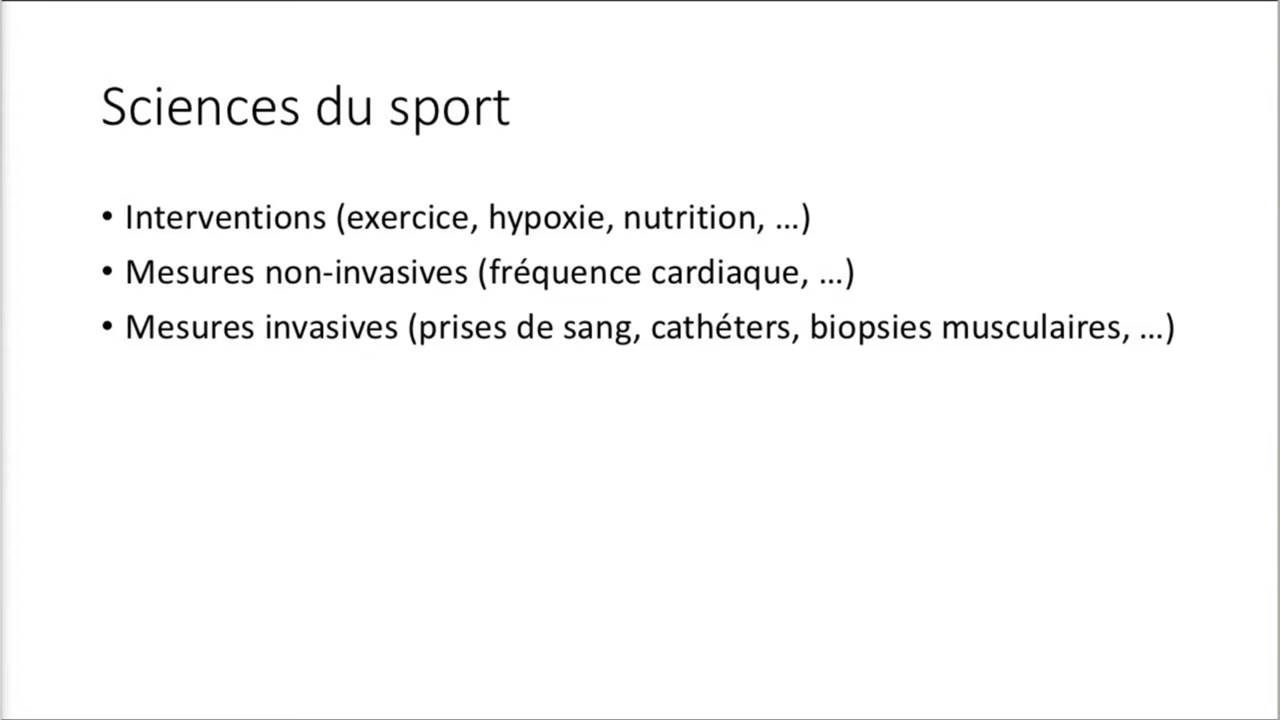 Sciences du sport
• Interventions (exercice, hypoxie, nutrition, ...)
• Mesures non-invasives (fréquence cardiaque, ...)
• Mesures invasives (prises de sang, cathéters, biopsies musculaires, ...)